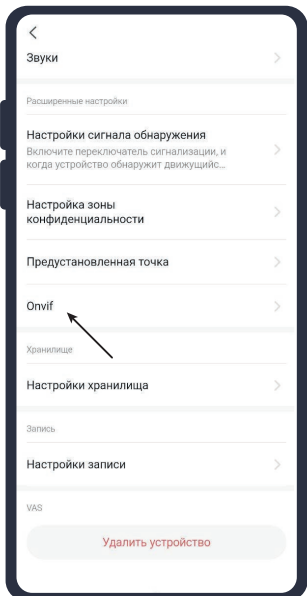 Звуки
Расширенные настройки
Настройки сигнала обнаружения
Включите переключатель сигнализации, и
когда устройство обнаружит движущийс...
Настройка зоны
конфиденциальности
Предустановленная точка
Onvif
Хранилище
Настройки хранилища
Запись
Настройки записи
VAS
Удалить устройство